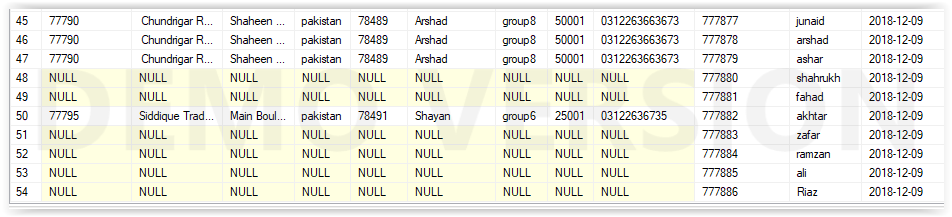 45 77790 Chundrigar R... Shaheen ... pakistan 78489 Arshad group8 50001 0312263663673 777877 junaid 2018-12-09
46 77790 Chundrigar R... Shaheen ... pakistan 78489 Arshad group8 50001 0312263663673 777878 arshad 2018-12-09
47 77790 Chundrigar R... Shaheen ... pakistan 78489 Arshad group8 50001 0312263663673 777879 ashar 2018-12-09
48 NULL NULL NULL NULL NULL NULL NULL NULL NULL 777880 shahrukh 2018-12-09
49 NULL NULL NULL NULL NULL NULL NULL NULL NULL 777881 fahad 2018-12-09
50 77795 Siddique Trad... Main Boul... pakistan 78491 Shayan group6 25001 03122636735 777882 akhtar 2018-12-09
51 NULL NULL NULL NULL NULL NULL NULL NULL NULL 777883 zafar 2018-12-09
52 NULL NULL NULL NULL NULL NULL NULL NULL NULL 777884 ramzan 2018-12-09
53 NULL NULL NULL NULL NULL NULL NULL NULL NULL 777885 ali 2018-12-09
54 NULL NULL NULL NULL NULL NULL NULL NULL NULL 777886 Riaz 2018-12-09
DEMO VERSION